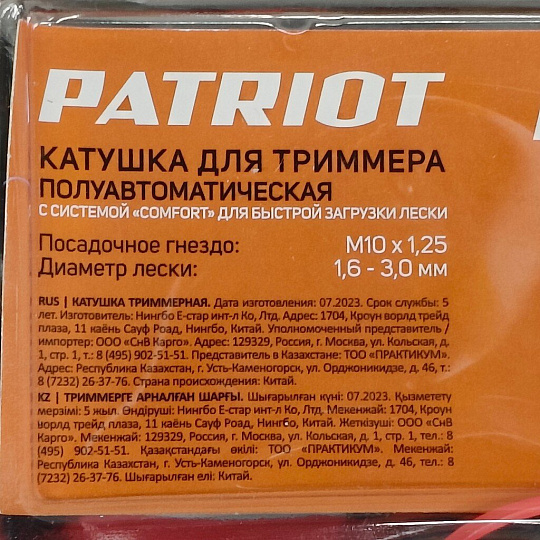 PATRIOT
КАТУШКА ДЛЯ ТРИММЕРА
ПОЛУАВТОМАТИЧЕСКАЯ
С СИСТЕМОЙ «COMFORT» ДЛЯ БЫСТРОЙ ЗАГРУЗКИ ЛЕСКИ
Посадочное гнездо: М10 х 1,25
Диаметр лески: 1,6 - 3,0 мм
RUS | КАТУШКА ТРИММЕРНАЯ. Дата изготовления: 07.2023. Срок службы: 5
лет. Изготовитель: Нингбо Е-стар инт-л Ко, Лтд. Адрес: 1704, Кроун ворлд трейд
плаза, 11 каёнь Сауф Роад, Нингбо, Китай. Уполномоченный представитель /
импортер: ООО «СнВ Карго». Адрес: 129329, Россия, г. Москва, ул. Кольская, д.
1, стр. 1, т.: 8 (495) 902-51-51. Представитель в Казахстане: ТОО «ПРАКТИКУМ».
Адрес: Республика Казахстан, г. Усть-Каменогорск, ул. Орджоникидзе, д. 46, т.:
8 (7232) 26-37-76. Страна происхождения: Китай.
KZ | ТРИММЕРГЕ АРНАЛҒАН ШАРҒЫ. Шығарылған күні: 07.2023. Қызмету
мерзімі: 5 жыл. Өндіруші: Нингбо Е-стар инт-л Ко, Лтд. Мекенжай: 1704, Кроун
уорлд трейд плаза, 11 каёнь Сауф Роад, Нингбо, Китай. Жеткізуші: ООО «СнВ
Карго». Мекенжай: 129329, Россия, г. Москва, ул. Кольская, д. 1, стр. 1, тел.: 8
(495) 902-51-51. Қазақстандағы өкілі: ТОО «ПРАКТИКУМ». Мекенжай:
Республика Казахстан, г. Усть-Каменогорск, ул. Орджоникидзе, д. 46, тел.: 8
(7232) 26-37-76. Шығарылған елі: Китай.